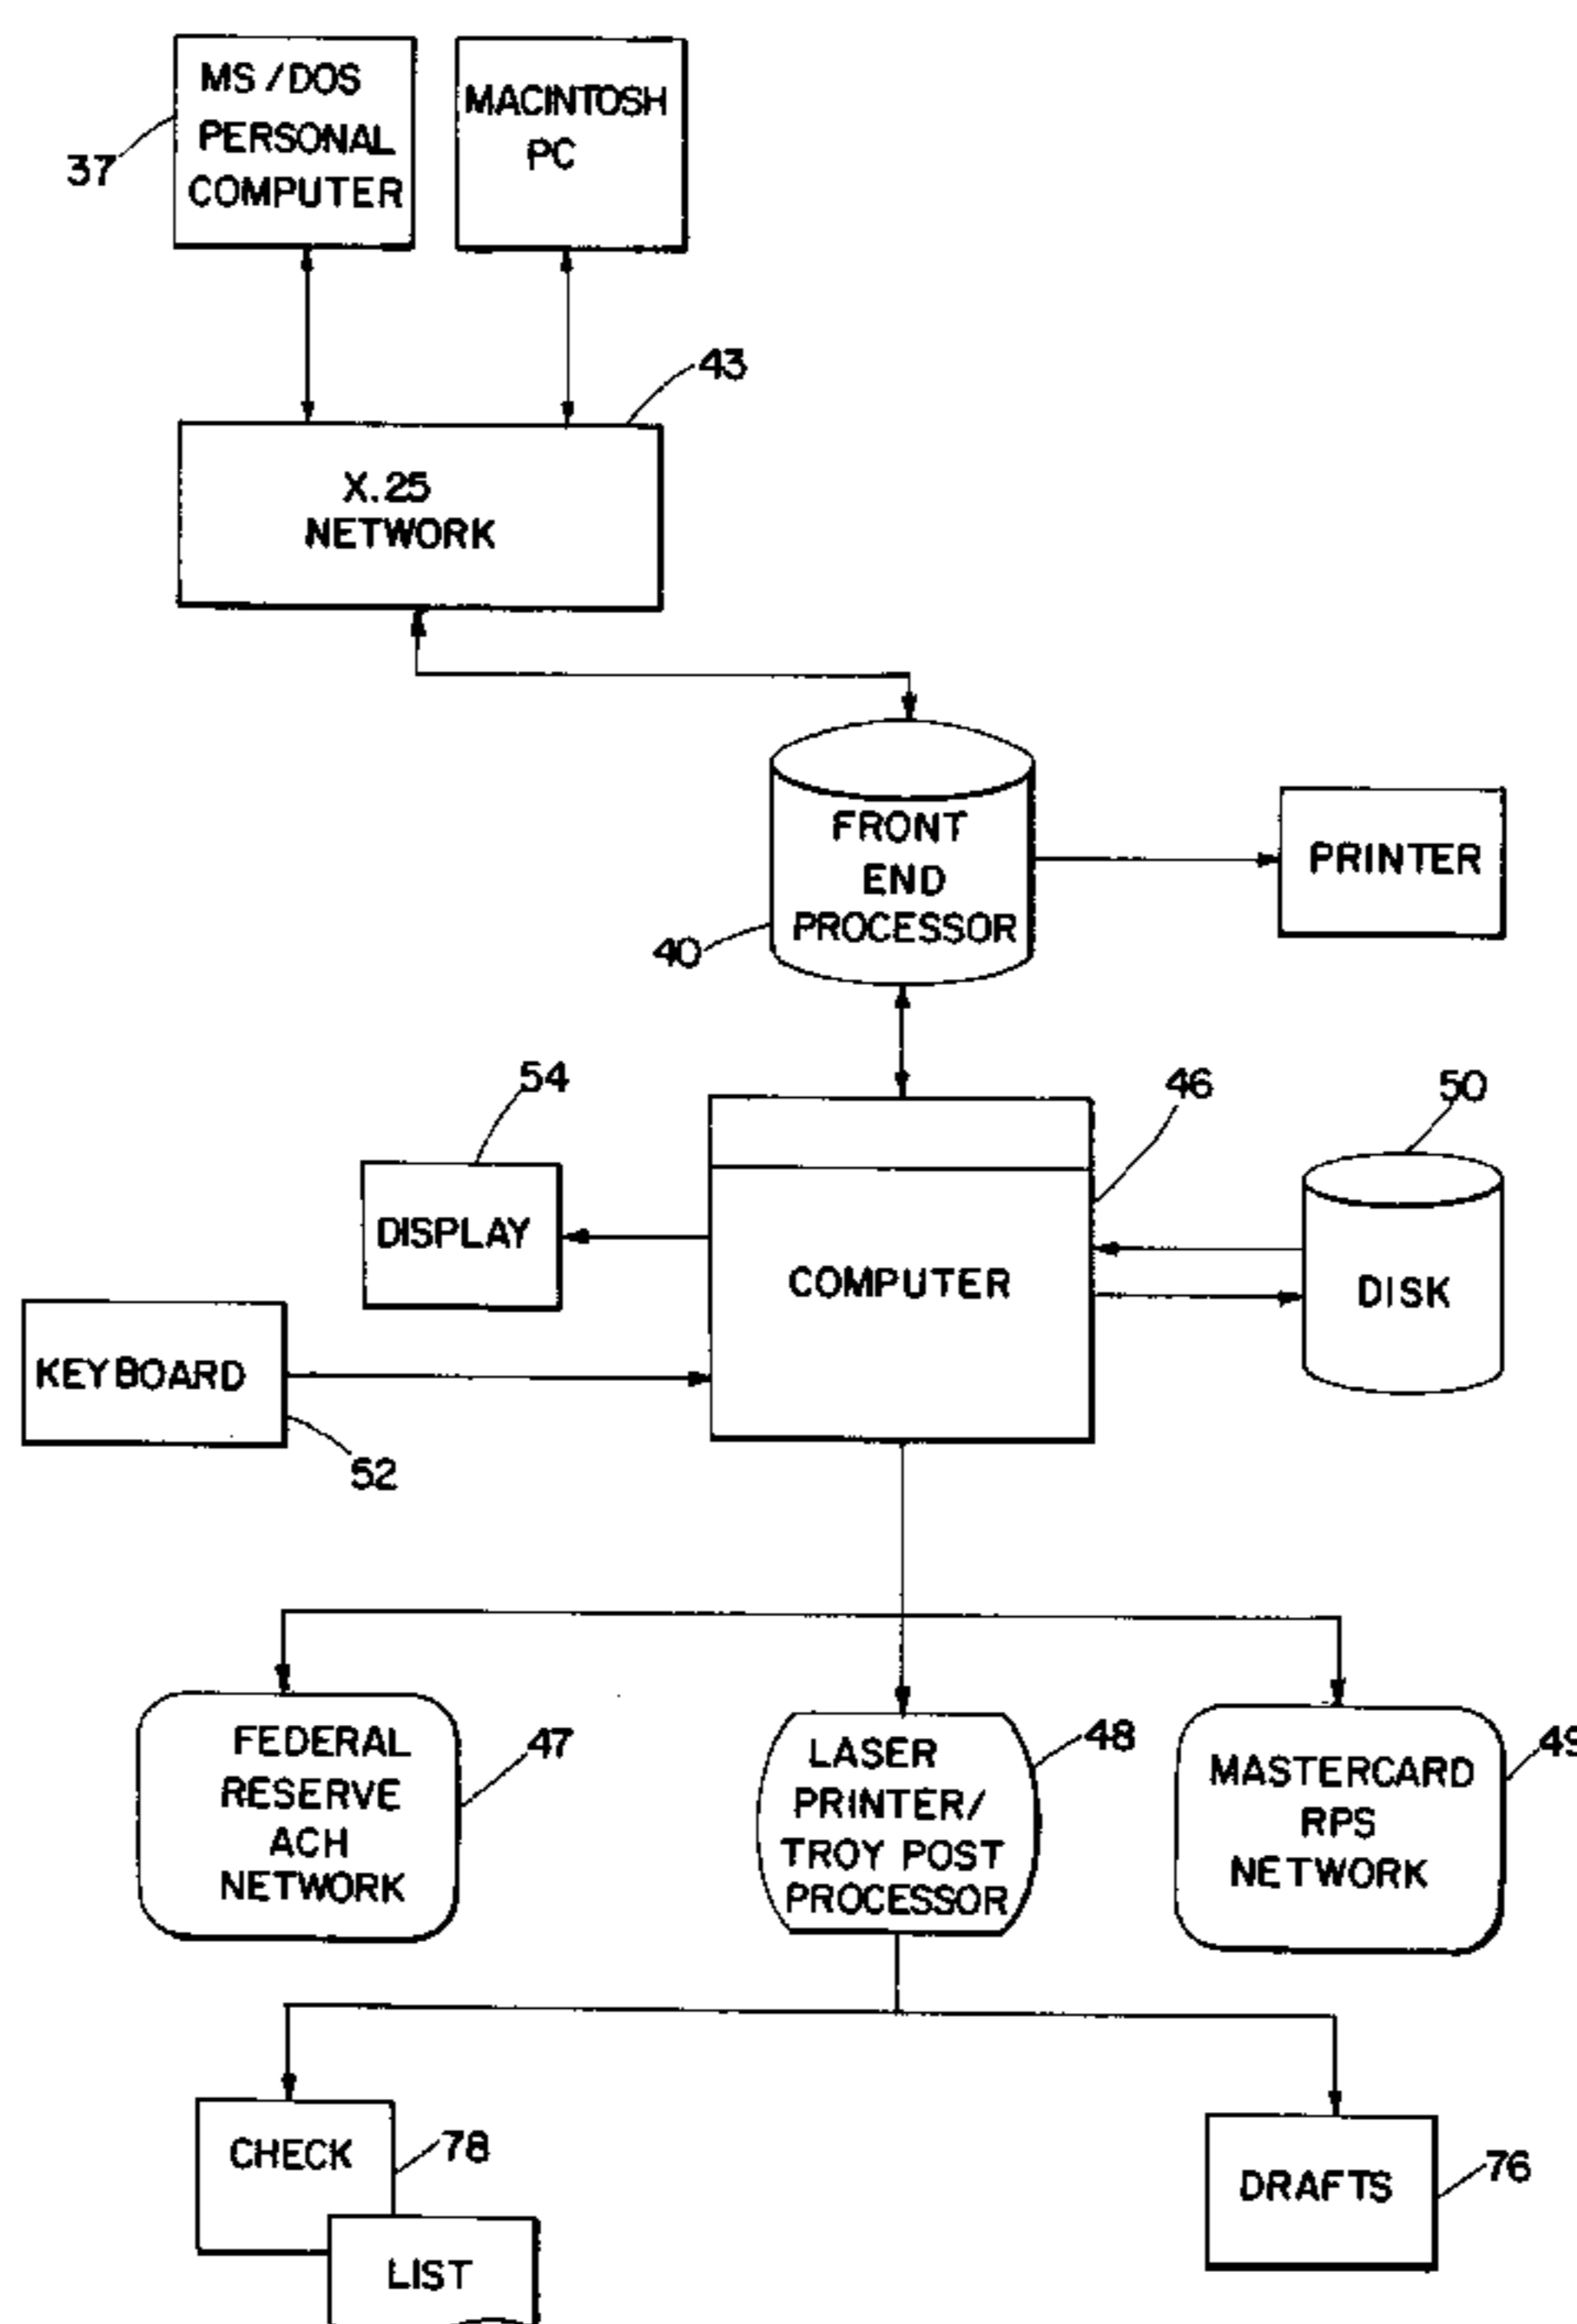 MS/DOS
PERSONAL
COMPUTER
MACINTOSH
PC
37
43
X.25
NETWORK
FRONT
END
PROCESSOR
40
PRINTER
54
46
50
DISPLAY
COMPUTER
DISK
KEYBOARD
52
FEDERAL
RESERVE
ACH
NETWORK
47
LASER
PRINTER/
TROY POST
PROCESSOR
48
MASTERCARD
RPS
NETWORK
49
CHECK
78
LIST
DRAFTS
76